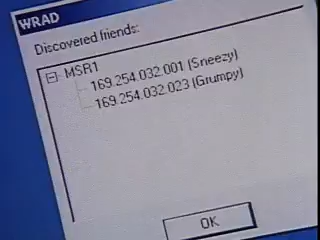 WRAD
Discovered friends:
MSR1
169.254.032.001 (Sneezy)
169.254.032.023 (Grumpy)
OK